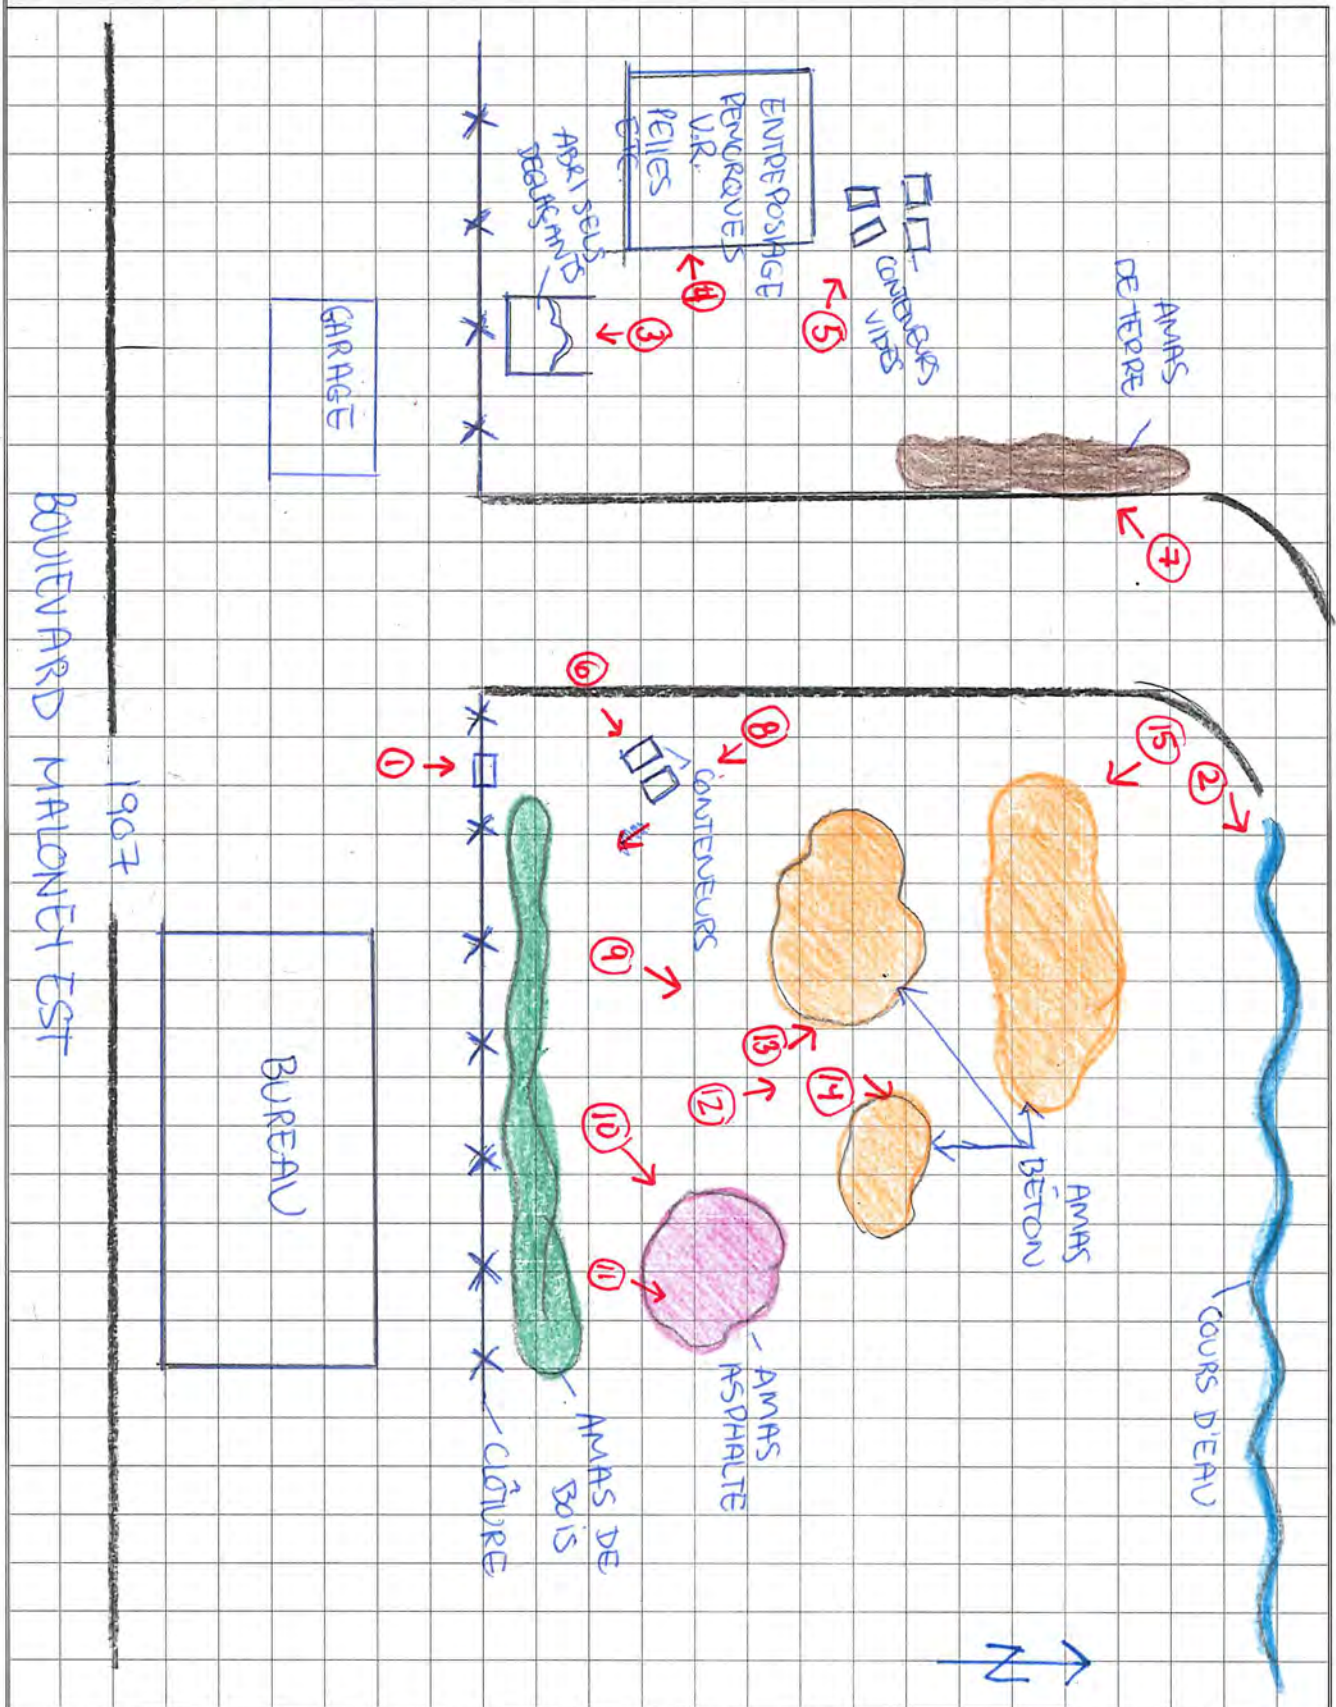 ENTREPOSAGE
REMORQUES
V.R.
PELLES
ETC
ABRI SELS
DEGLAÇANTS
CONTENEURS
VIDES
AMAS
DE TERRE
GARAGE
3
4
5
7
6
8
15
2
1
CONTENEURS
9
13
14
12
10
11
AMAS
BÉTON
COURS D'EAU
AMAS
ASPHALTE
AMAS DE
BOIS
CLÔTURE
BUREAU
1907
BOULEVARD MALONEY EST
N